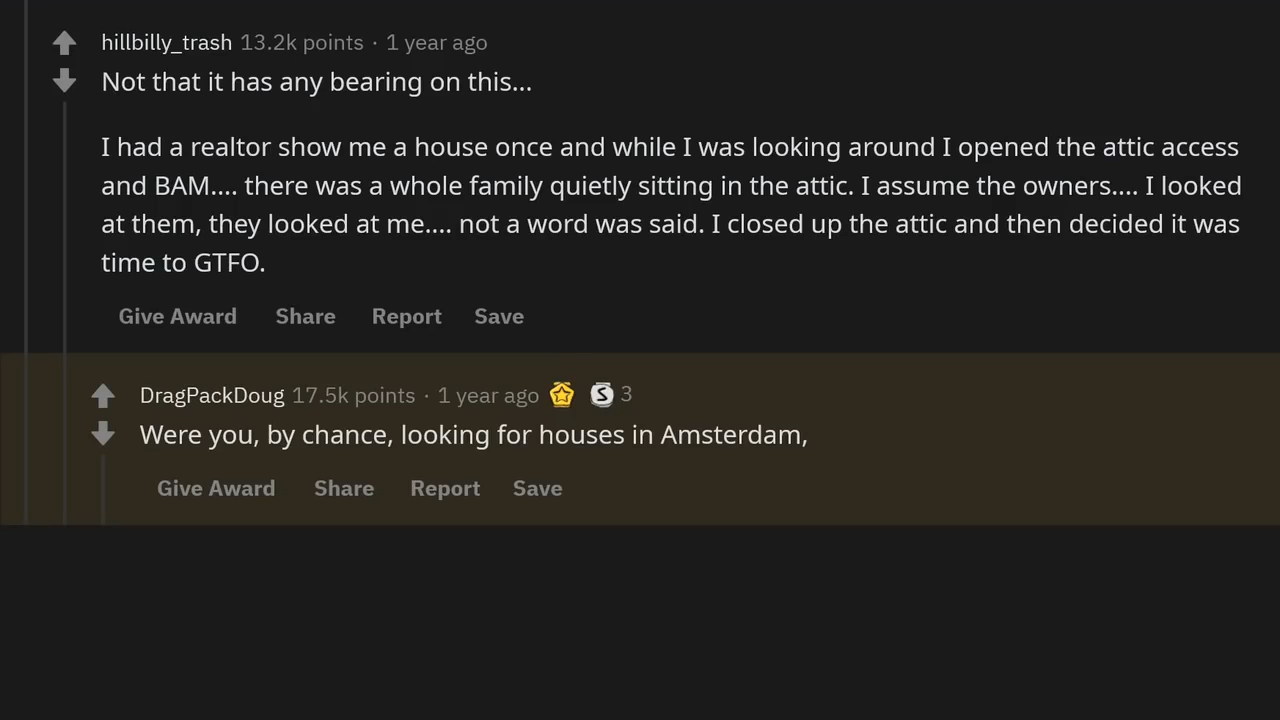 hillbilly_trash 13.2k points · 1 year ago
Not that it has any bearing on this...
I had a realtor show me a house once and while I was looking around I opened the attic access
and BAM.... there was a whole family quietly sitting in the attic. I assume the owners.... I looked
at them, they looked at me.... not a word was said. I closed up the attic and then decided it was
time to GTFO.
Give Award Share Report Save
DragPackDoug 17.5k points · 1 year ago S 3
Were you, by chance, looking for houses in Amsterdam,
Give Award Share Report Save